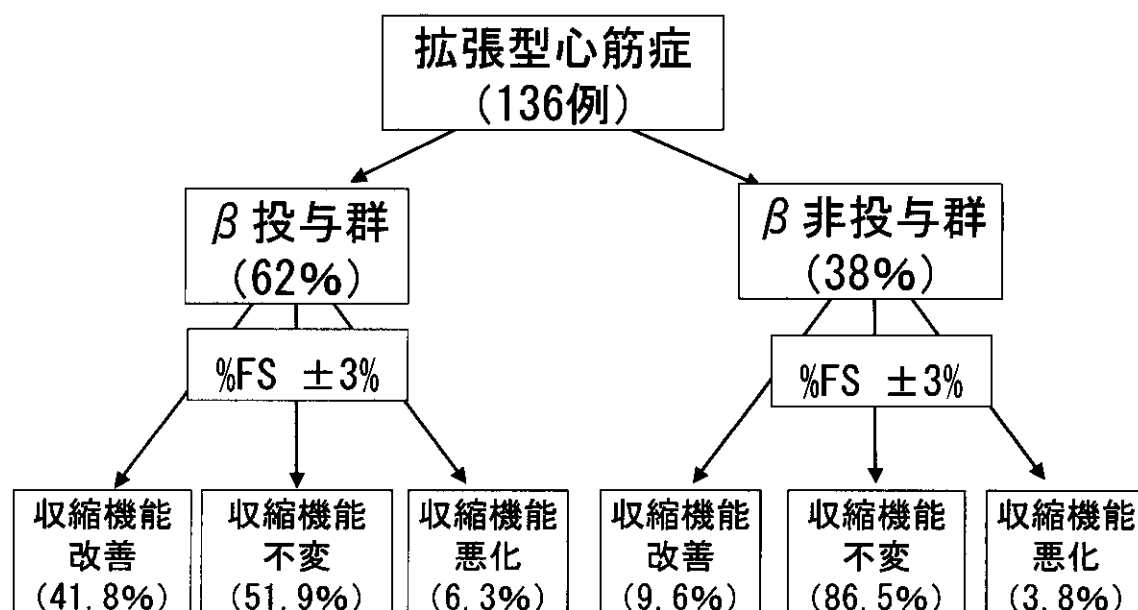 拡張型心筋症
(136例)
β投与群
(62%)
β非投与群
(38%)
%FS ±3%
%FS ±3%
収縮機能
改善
(41.8%)
収縮機能
不変
(51.9%)
収縮機能
悪化
(6.3%)
収縮機能
改善
(9.6%)
収縮機能
不変
(86.5%)
収縮機能
悪化
(3.8%)